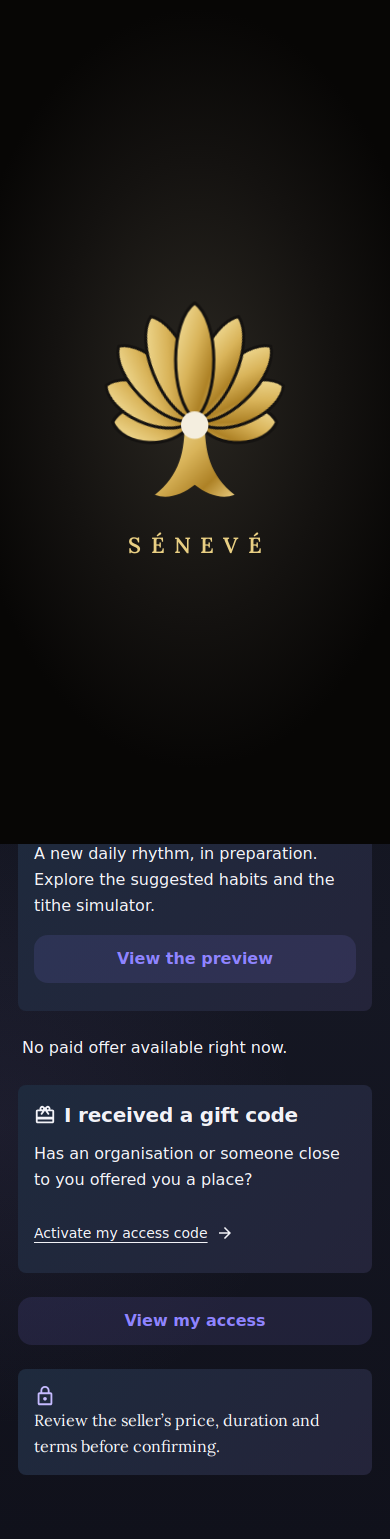 SÉNEVÉ
A new daily rhythm, in preparation.
Explore the suggested habits and the
tithe simulator.
View the preview
No paid offer available right now.
I received a gift code
Has an organisation or someone close
to you offered you a place?
Activate my access code
View my access
Review the seller’s price, duration and
terms before confirming.